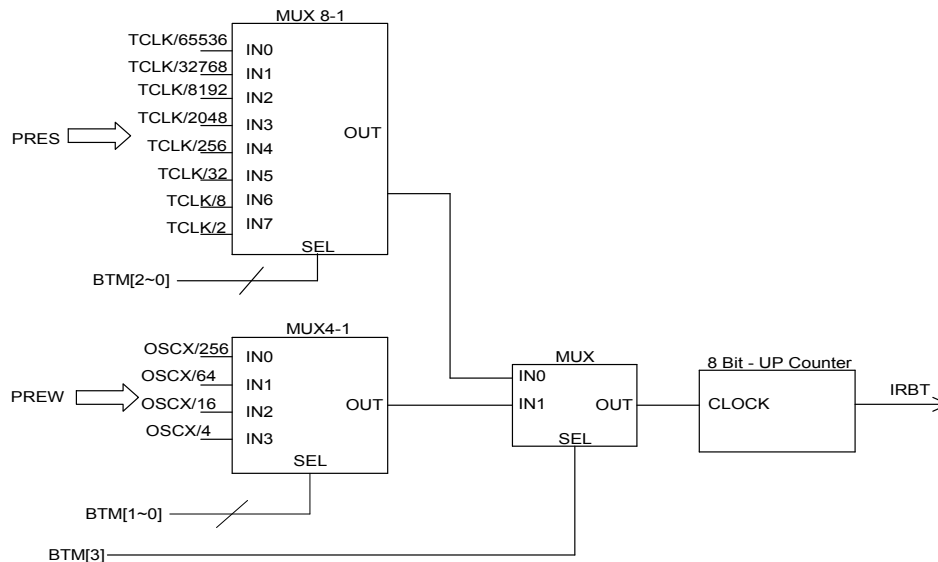 MUX 8-1
TCLK/65536
IN0
TCLK/32768
IN1
TCLK/8192
IN2
TCLK/2048
IN3
OUT
PRES
TCLK/256
IN4
TCLK/32
IN5
TCLK/8
IN6
TCLK/2
IN7
SEL
BTM[2~0]
MUX4-1
OSCX/256
IN0
OSCX/64
IN1
PREW
OSCX/16
IN2
OUT
OSCX/4
IN3
SEL
BTM[1~0]
MUX
IN0
IN1
OUT
SEL
8 Bit - UP Counter
CLOCK
IRBT
BTM[3]